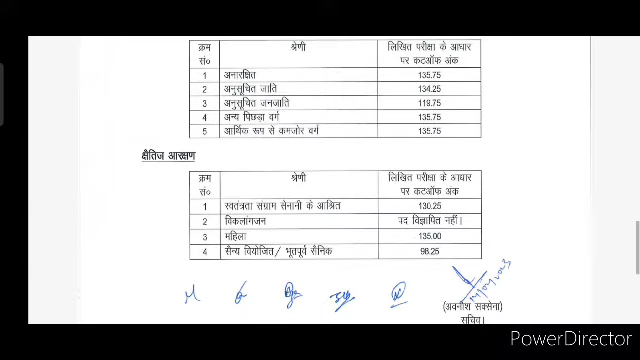 क्रम सं० श्रेणी लिखित परीक्षा के आधार पर कटऑफ अंक
1 अनारक्षित 135.75
2 अनुसूचित जाति 134.25
3 अनुसूचित जनजाति 119.75
4 अन्य पिछड़ा वर्ग 135.75
5 आर्थिक रूप से कमजोर वर्ग 135.75
क्षैतिज आरक्षण
क्रम सं० श्रेणी लिखित परीक्षा के आधार पर कटऑफ अंक
1 स्वतंत्रता संग्राम सेनानी के आश्रित 130.25
2 विकलांगजन पद विज्ञापित नहीं।
3 महिला 135.00
4 सैन्य वियोजित/ भूतपूर्व सैनिक 98.25
(अवनीश सक्सेना)
सचिव।
PowerDirector